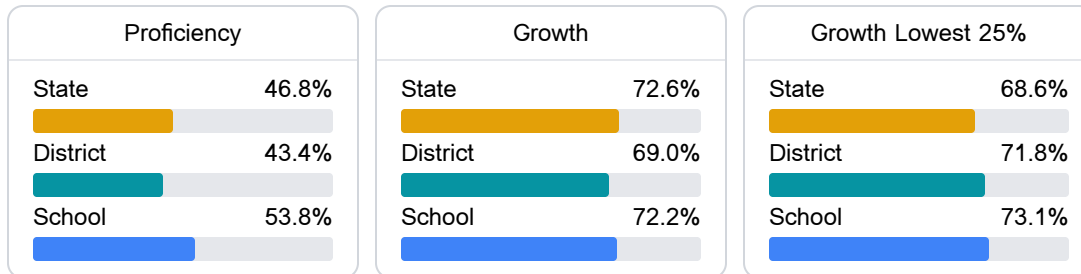 Proficiency
State 46.8%
District 43.4%
School 53.8%
Growth
State 72.6%
District 69.0%
School 72.2%
Growth Lowest 25%
State 68.6%
District 71.8%
School 73.1%